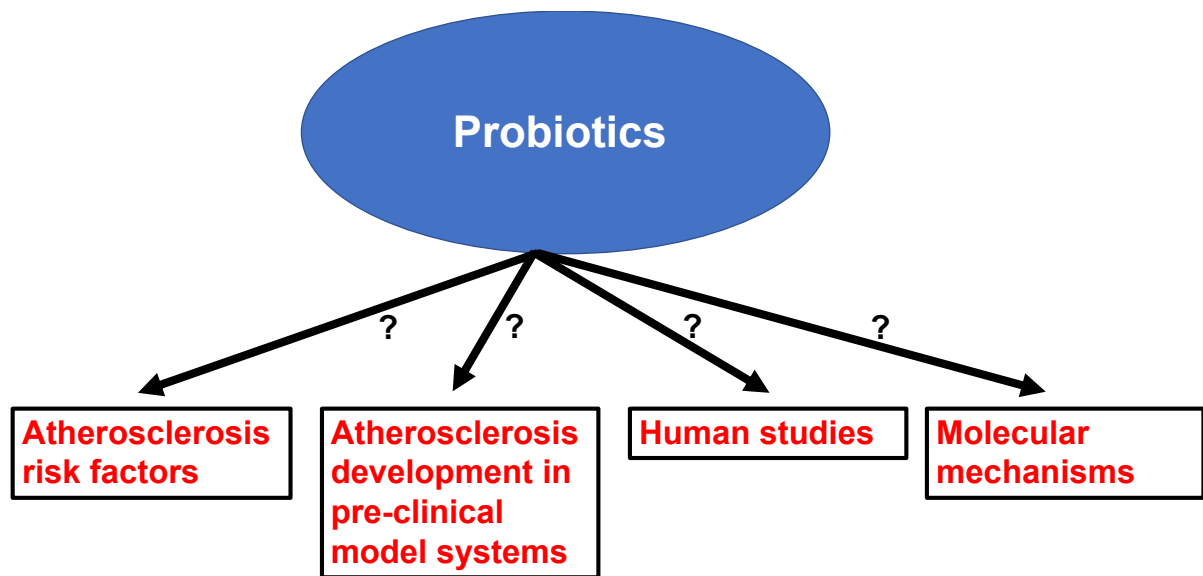 Probiotics
?
?
?
?
Atherosclerosis
risk factors
Atherosclerosis
development in
pre-clinical
model systems
Human studies
Molecular
mechanisms